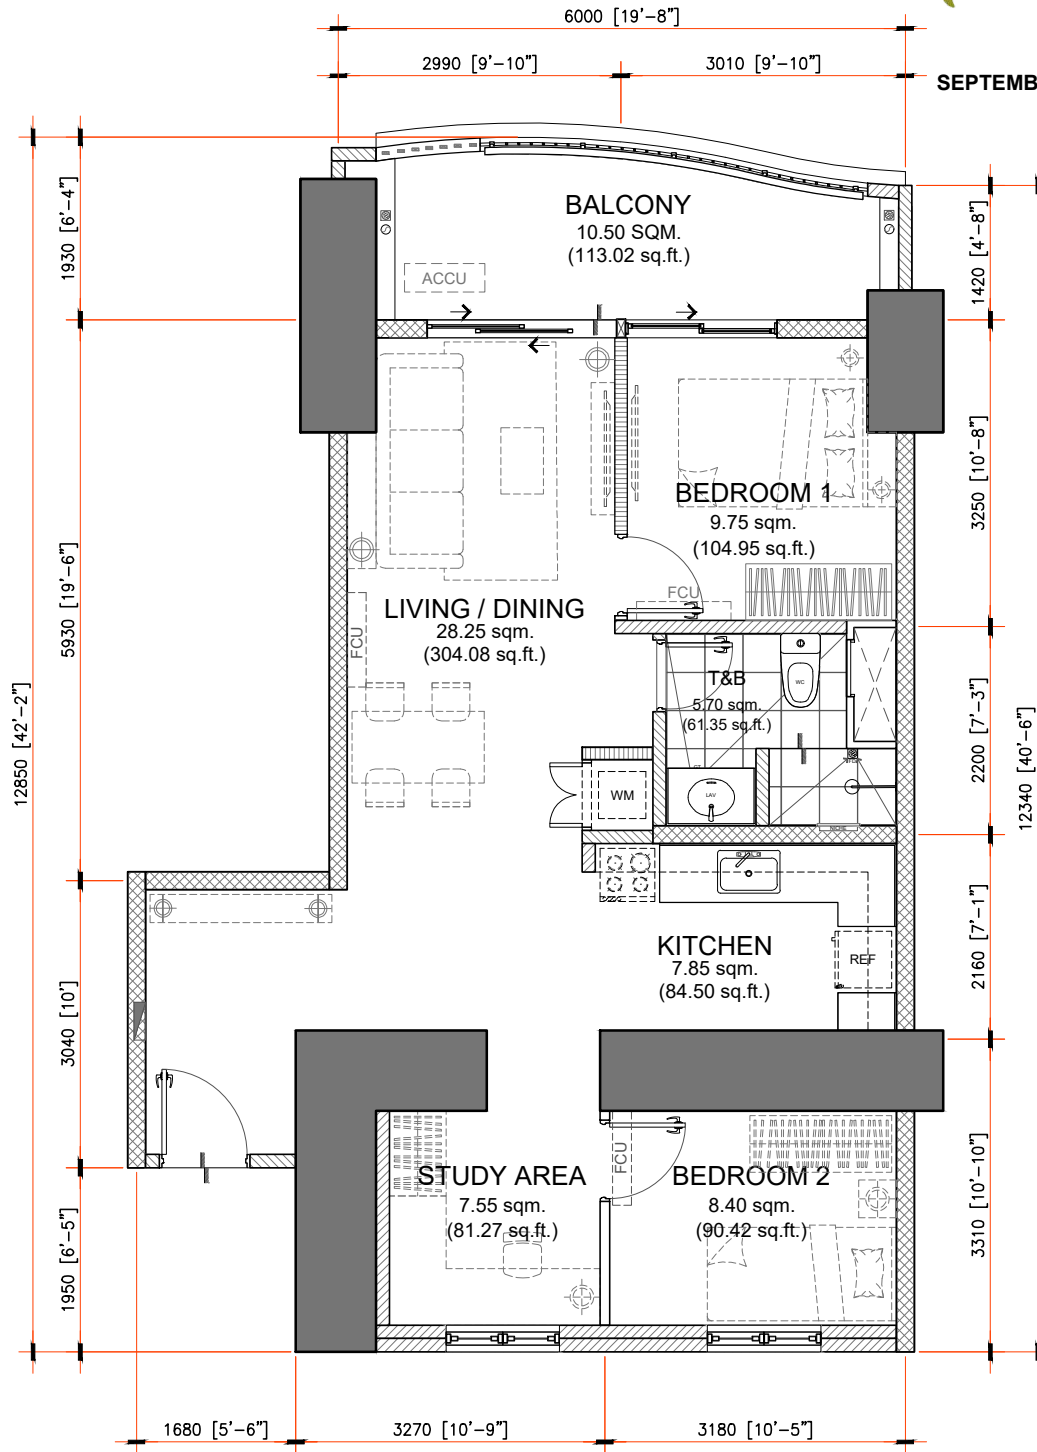 6000 [19'-8"]
2990 [9'-10"]
3010 [9'-10"]
SEPTEMB
BALCONY
10.50 SQM.
(113.02 sq.ft.)
ACCU
1930 [6'-4"]
1420 [4'-8"]
BEDROOM 1
9.75 sqm.
(104.95 sq.ft.)
FCU
3250 [10'-8"]
5930 [19'-6"]
LIVING / DINING
28.25 sqm.
(304.08 sq.ft.)
FCU
T&B
5.70 sqm.
(61.35 sq.ft.)
WC
2200 [7'-3"]
12850 [42'-2"]
12340 [40'-6"]
WM
LAV
NICHE
KITCHEN
7.85 sqm.
(84.50 sq.ft.)
REF
2160 [7'-1"]
3040 [10']
STUDY AREA
7.55 sqm.
(81.27 sq.ft.)
FCU
BEDROOM 2
8.40 sqm.
(90.42 sq.ft.)
3310 [10'-10"]
1950 [6'-5"]
1680 [5'-6"]
3270 [10'-9"]
3180 [10'-5"]